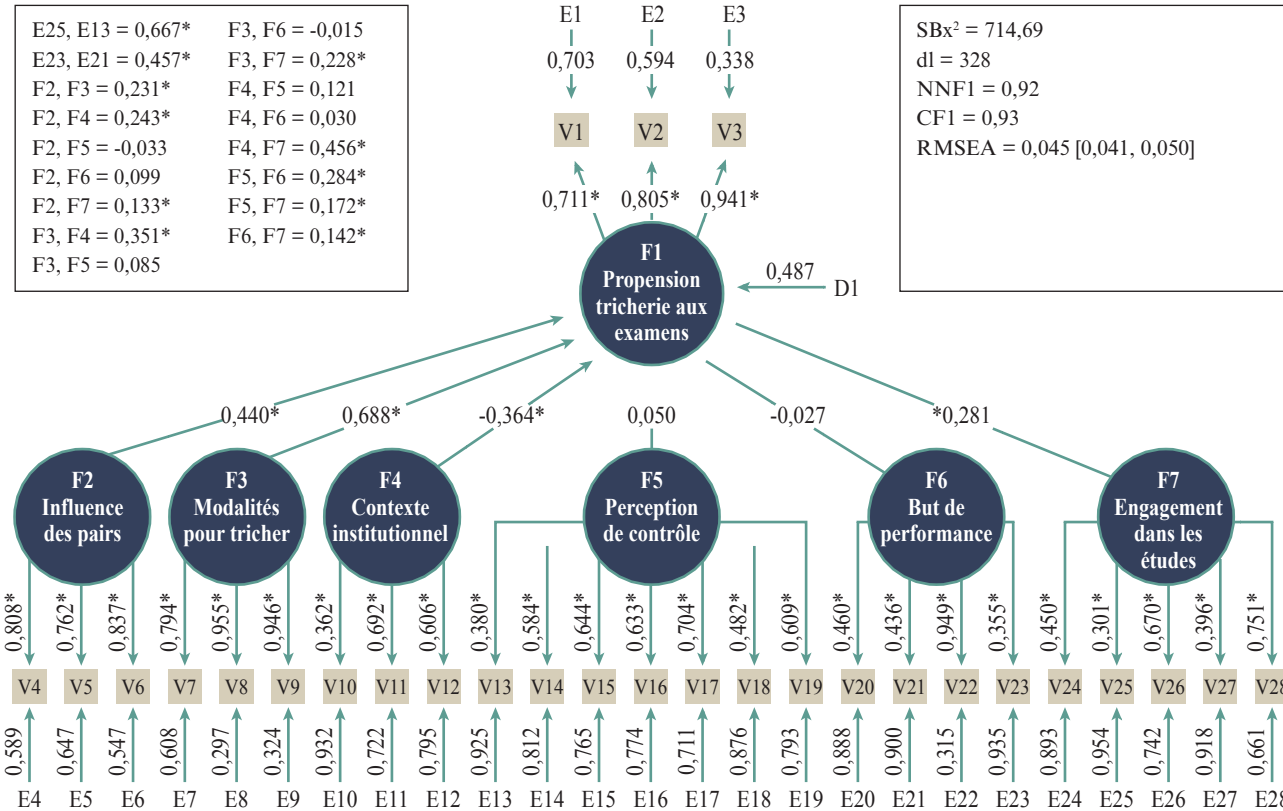 E25, E13 = 0,667*
E23, E21 = 0,457*
F2, F3 = 0,231*
F2, F4 = 0,243*
F2, F5 = -0,033
F2, F6 = 0,099
F2, F7 = 0,133*
F3, F4 = 0,351*
F3, F5 = 0,085
F3, F6 = -0,015
F3, F7 = 0,228*
F4, F5 = 0,121
F4, F6 = 0,030
F4, F7 = 0,456*
F5, F6 = 0,284*
F5, F7 = 0,172*
F6, F7 = 0,142*
E1 E2 E3
0,703 0,594 0,338
V1 V2 V3
0,711* 0,805* 0,941*
SBx² = 714,69
dl = 328
NNF1 = 0,92
CF1 = 0,93
RMSEA = 0,045 [0,041, 0,050]
F1
Propension
tricherie aux
examens
0,487
D1
0,440* 0,688* -0,364* 0,050 -0,027 *0,281
F2
Influence
des pairs
F3
Modalités
pour tricher
F4
Contexte
institutionnel
F5
Perception
de contrôle
F6
But de
performance
F7
Engagement
dans les
études
0,808* 0,762* 0,837* 0,794* 0,955* 0,946* 0,362* 0,692* 0,606* 0,380* 0,584* 0,644* 0,633* 0,704* 0,482* 0,609* 0,460* 0,436* 0,949* 0,355* 0,450* 0,301* 0,670* 0,396* 0,751*
V4 V5 V6 V7 V8 V9 V10 V11 V12 V13 V14 V15 V16 V17 V18 V19 V20 V21 V22 V23 V24 V25 V26 V27 V28
0,589 0,647 0,547 0,608 0,297 0,324 0,932 0,722 0,795 0,925 0,812 0,765 0,774 0,711 0,876 0,793 0,888 0,900 0,315 0,935 0,893 0,954 0,742 0,918 0,661
E4 E5 E6 E7 E8 E9 E10 E11 E12 E13 E14 E15 E16 E17 E18 E19 E20 E21 E22 E23 E24 E25 E26 E27 E28